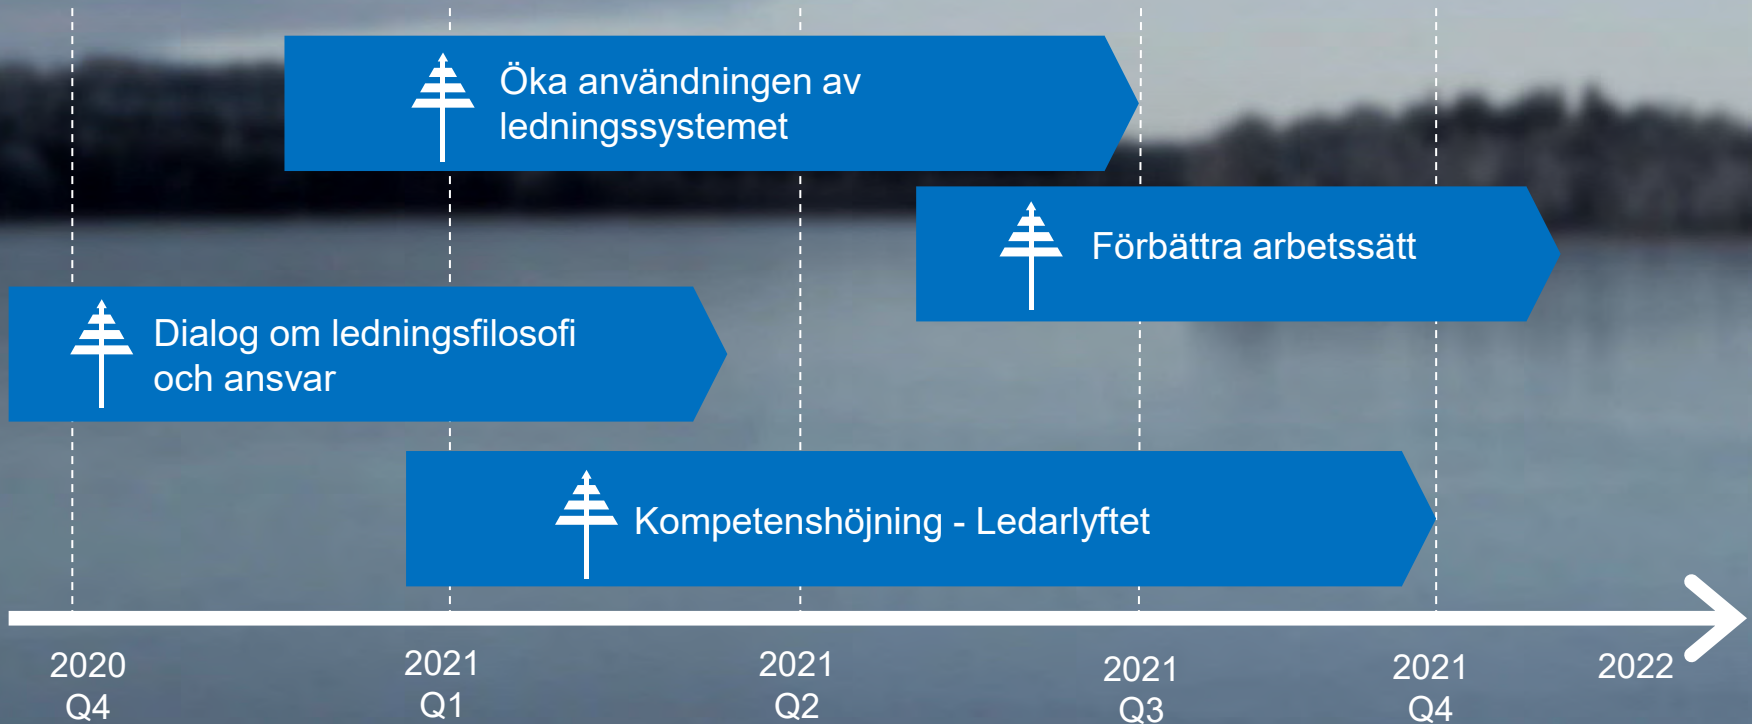 Öka användningen av
ledningssystemet
Förbättra arbetssätt
Dialog om ledningsfilosofi
och ansvar
Kompetenshöjning - Ledarlyftet
2020
Q4
2021
Q1
2021
Q2
2021
Q3
2021
Q4
2022